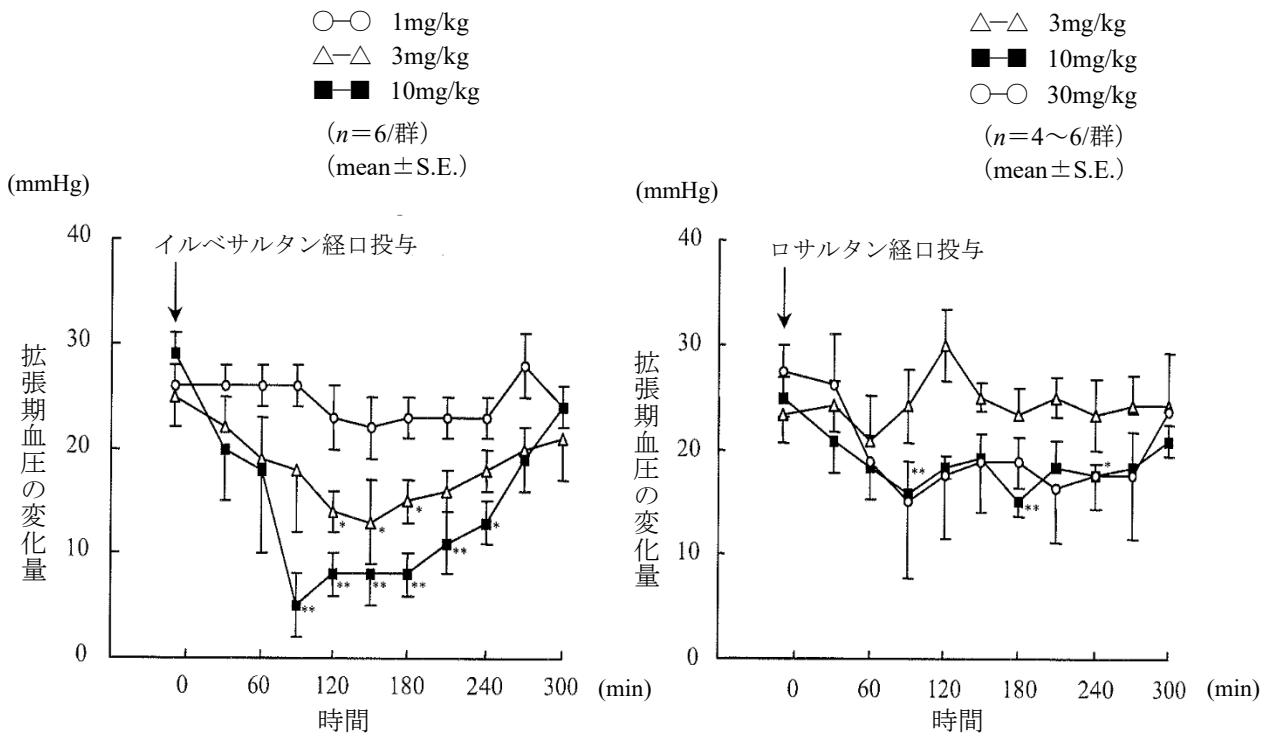 ○─○ 1mg/kg
△─△ 3mg/kg
■─■ 10mg/kg
(n=6/群)
(mean±S.E.)
(mmHg)
40
30
20
10
0
イルベサルタン経口投与
拡張期血圧の変化量
*
*
*
*
**
**
**
**
**
0 60 120 180 240 300 (min)
時間
△─△ 3mg/kg
■─■ 10mg/kg
○─○ 30mg/kg
(n=4～6/群)
(mean±S.E.)
(mmHg)
40
30
20
10
0
ロサルタン経口投与
拡張期血圧の変化量
**
**
*
0 60 120 180 240 300 (min)
時間